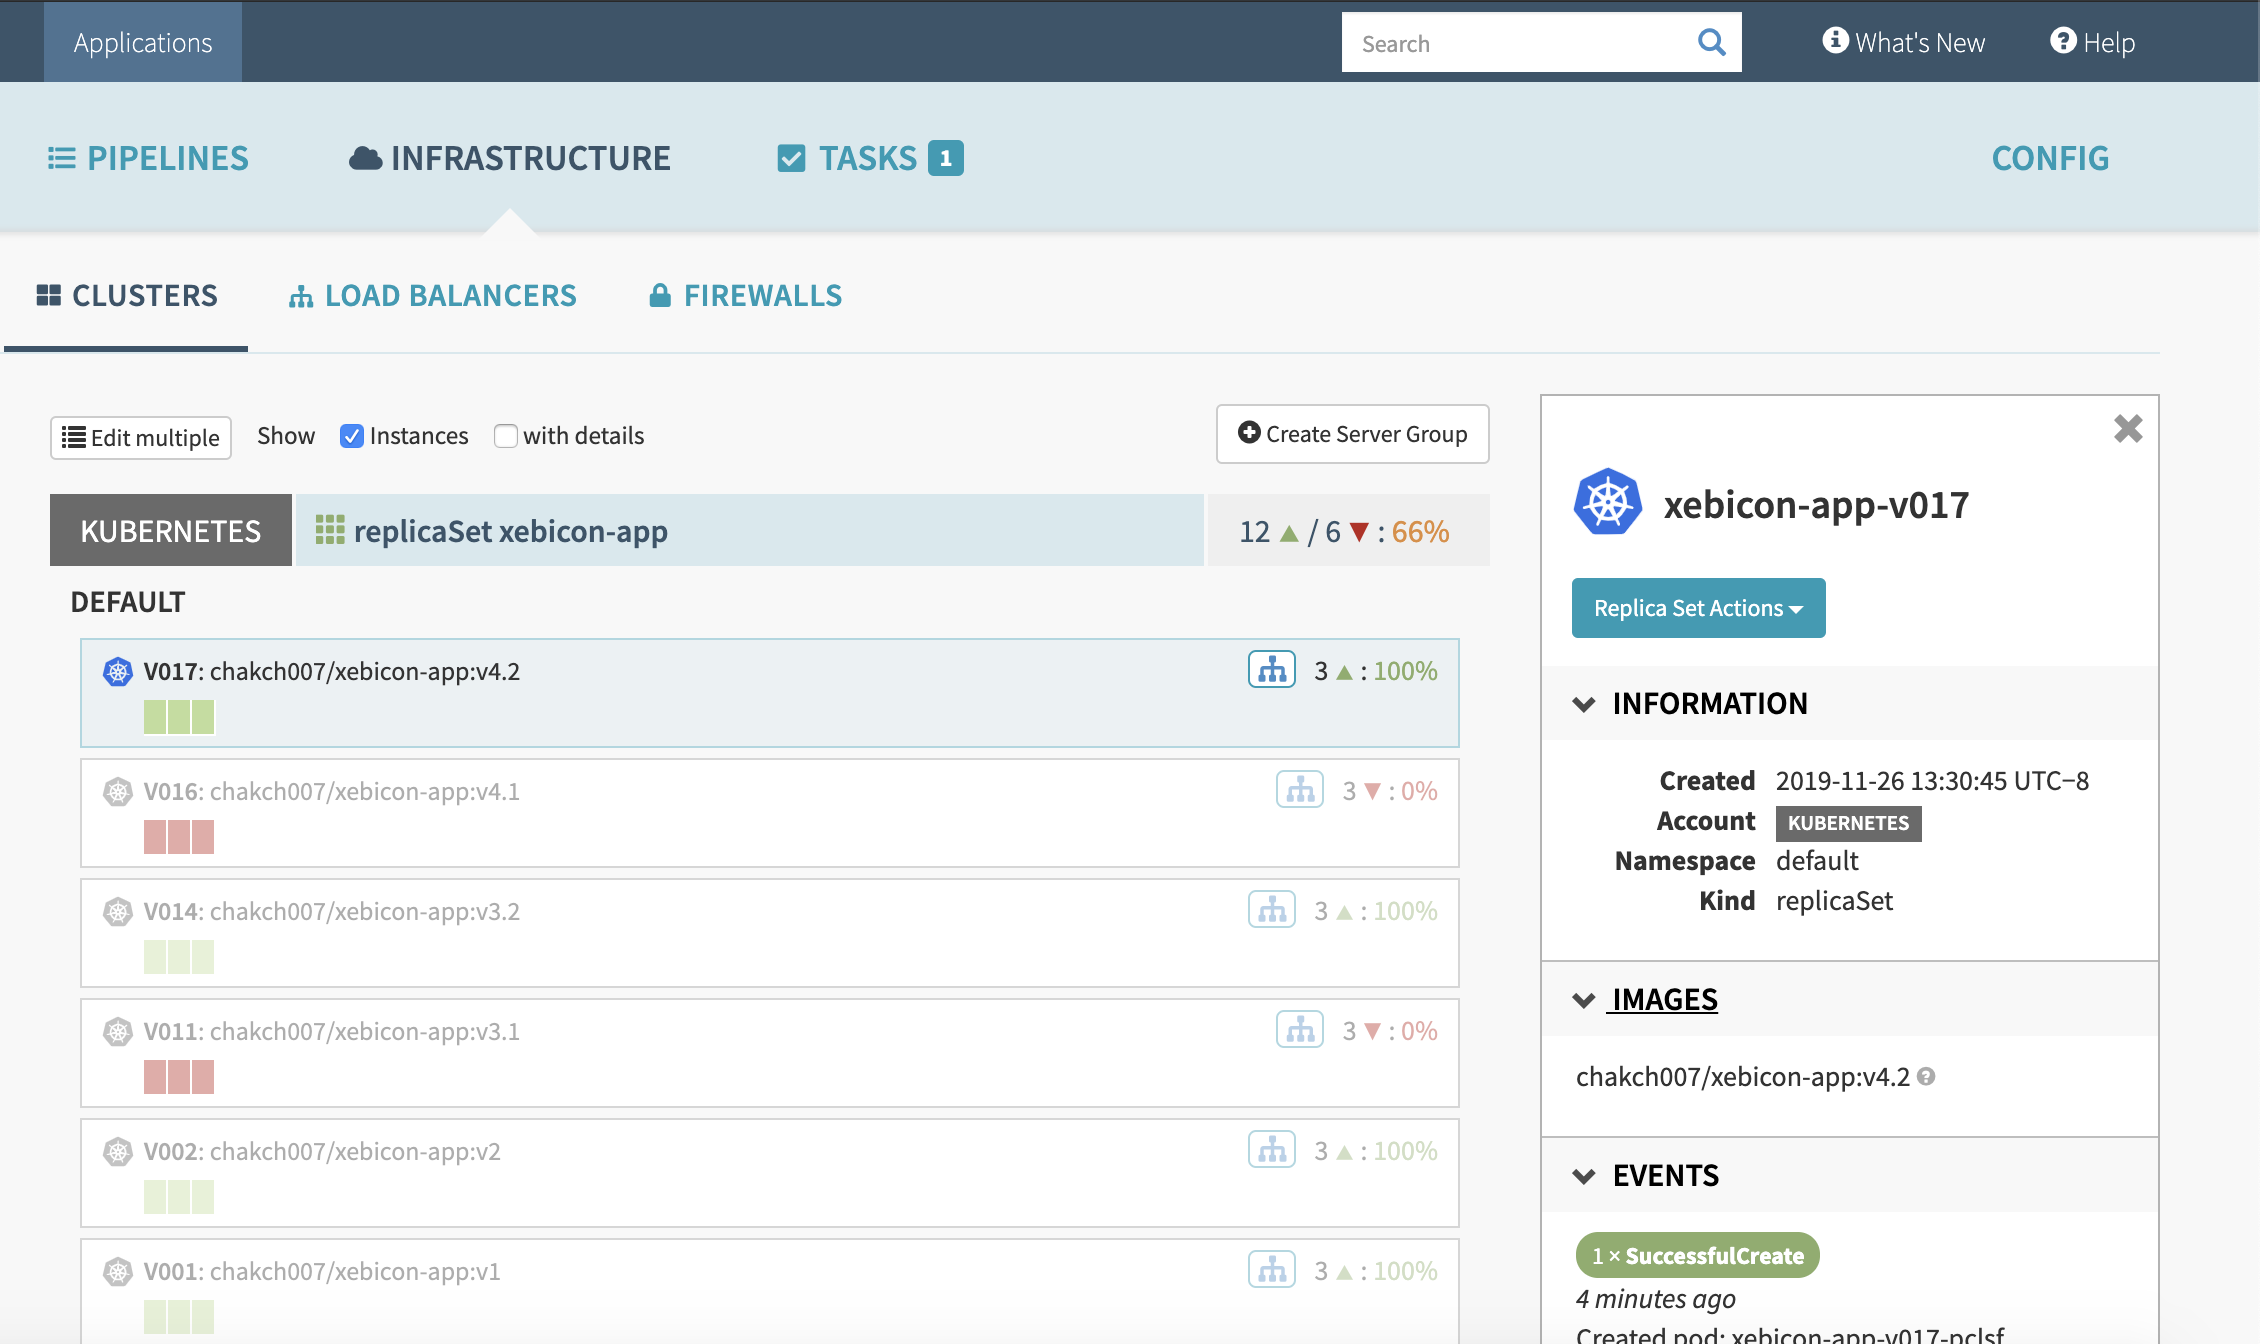 Applications
Search
What's New
Help
PIPELINES
INFRASTRUCTURE
TASKS 1
CONFIG
CLUSTERS
LOAD BALANCERS
FIREWALLS
Edit multiple
Show
Instances
with details
Create Server Group
KUBERNETES
replicaSet xebicon-app
12 ▲ / 6 ▼ : 66%
DEFAULT
V017: chakch007/xebicon-app:v4.2
3 ▲ : 100%
V016: chakch007/xebicon-app:v4.1
3 ▼ : 0%
V014: chakch007/xebicon-app:v3.2
3 ▲ : 100%
V011: chakch007/xebicon-app:v3.1
3 ▼ : 0%
V002: chakch007/xebicon-app:v2
3 ▲ : 100%
V001: chakch007/xebicon-app:v1
3 ▲ : 100%
xebicon-app-v017
Replica Set Actions
INFORMATION
Created 2019-11-26 13:30:45 UTC−8
Account KUBERNETES
Namespace default
Kind replicaSet
IMAGES
chakch007/xebicon-app:v4.2
EVENTS
1 × SuccessfulCreate
4 minutes ago
Created pod: xebicon-app-v017-pclsf